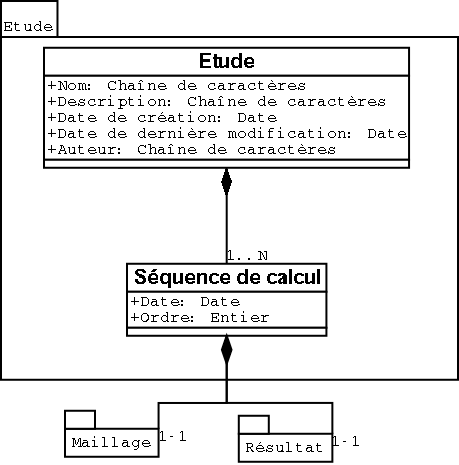 Etude
Etude
+Nom: Chaîne de caractères
+Description: Chaîne de caractères
+Date de création: Date
+Date de dernière modification: Date
+Auteur: Chaîne de caractères
1..N
Séquence de calcul
+Date: Date
+Ordre: Entier
Maillage
1-1
Résultat
1-1